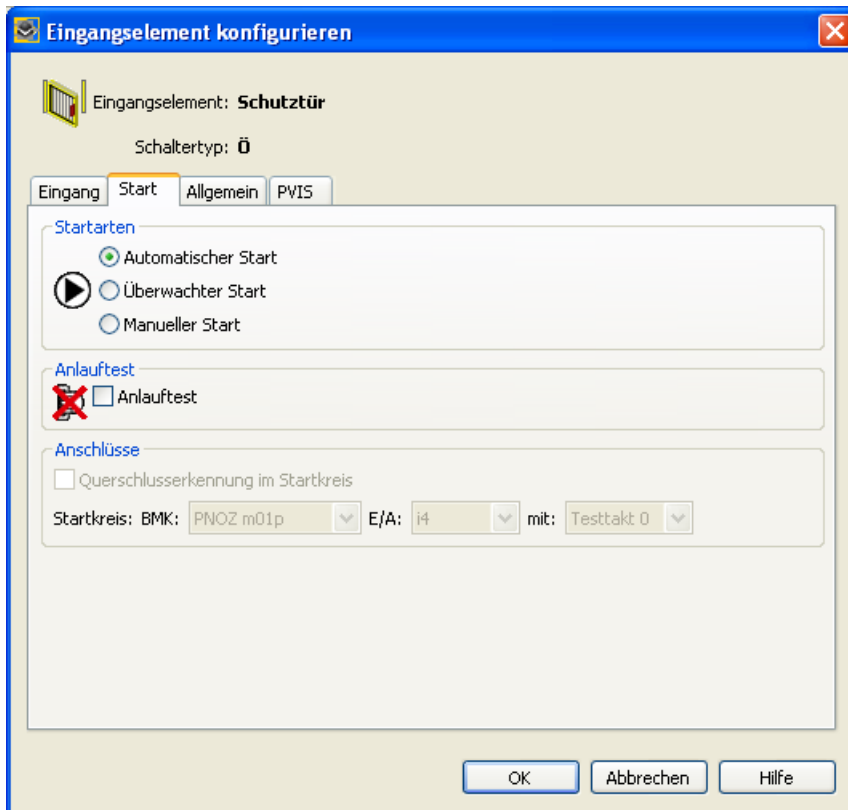 Eingangselement konfigurieren
Eingangselement: Schutztür
Schaltertyp: Ö
Eingang Start Allgemein PVIS
Startarten
Automatischer Start
Überwachter Start
Manueller Start
Anlauftest
Anlauftest
Anschlüsse
Querschlusserkennung im Startkreis
Startkreis: BMK: PNOZ m01p E/A: i4 mit: Testtakt 0
OK Abbrechen Hilfe